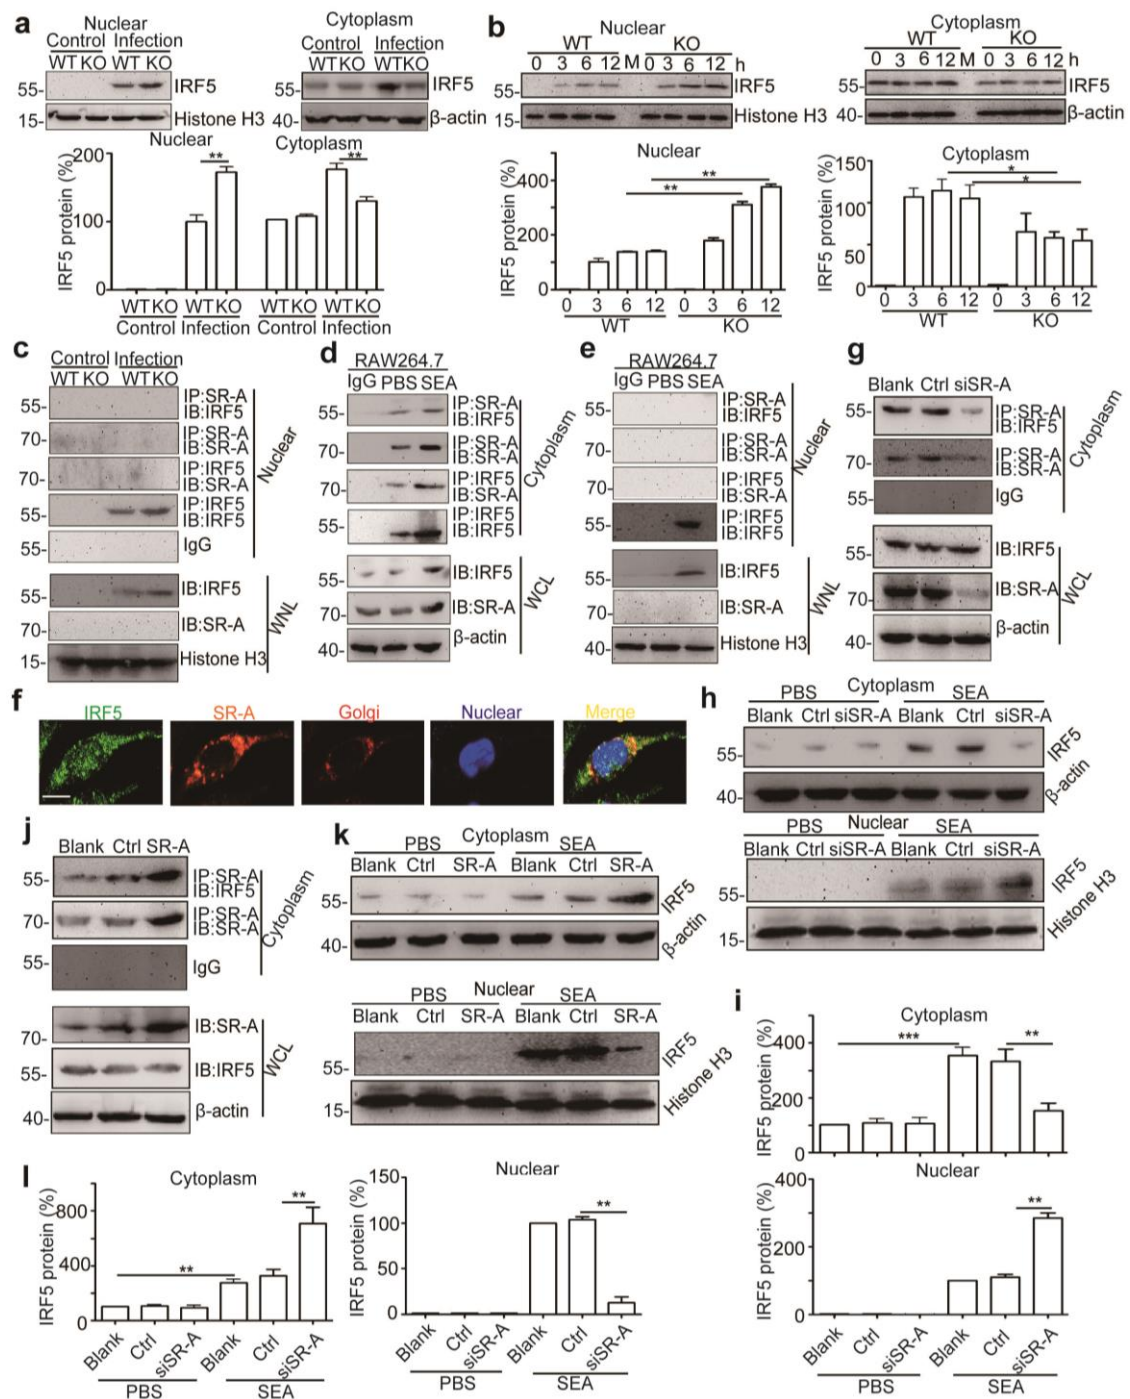 a
Nuclear
Control Infection
WT KO WT KO
55- IRF5
15- Histone H3
Cytoplasm
Control Infection
WT KO WT KO
55- IRF5
40- β-actin
Nuclear Cytoplasm
IRF5 protein (%)
200
100
0
** **
WT KO WT KO WT KO WT KO
Control Infection Control Infection
b
Nuclear
WT KO
0 3 6 12 M 0 3 6 12 h
55- IRF5
15- Histone H3
Cytoplasm
WT KO
0 3 6 12 M 0 3 6 12 h
55- IRF5
40- β-actin
Nuclear
IRF5 protein (%)
400
200
0
**
**
0 3 6 12 0 3 6 12
WT KO
Cytoplasm
IRF5 protein (%)
150
100
50
0
*
*
0 3 6 12 0 3 6 12
WT KO
c
Control Infection
WT KO WT KO
55- IP:SR-A
IB:IRF5
70- IP:SR-A
IB:SR-A
70- IP:IRF5
IB:SR-A
55- IP:IRF5
IB:IRF5
55- IgG
Nuclear
55- IB:IRF5
70- IB:SR-A
15- Histone H3
WNL
d
RAW264.7
IgG PBS SEA
55- IP:SR-A
IB:IRF5
70- IP:SR-A
IB:SR-A
70- IP:IRF5
IB:SR-A
55- IP:IRF5
IB:IRF5
Cytoplasm
55- IB:IRF5
70- IB:SR-A
40- β-actin
WCL
e
RAW264.7
IgG PBS SEA
55- IP:SR-A
IB:IRF5
70- IP:SR-A
IB:SR-A
70- IP:IRF5
IB:SR-A
55- IP:IRF5
IB:IRF5
Nuclear
55- IB:IRF5
70- IB:SR-A
40- Histone H3
WNL
g
Blank Ctrl siSR-A
55- IP:SR-A
IB:IRF5
70- IP:SR-A
IB:SR-A
55- IgG
Cytoplasm
55- IB:IRF5
70- IB:SR-A
40- β-actin
WCL
f
IRF5 SR-A Golgi Nuclear Merge
h
PBS Cytoplasm SEA
Blank Ctrl siSR-A Blank Ctrl siSR-A
55- IRF5
40- β-actin
PBS Nuclear SEA
Blank Ctrl siSR-A Blank Ctrl siSR-A
55- IRF5
15- Histone H3
j
Blank Ctrl SR-A
55- IP:SR-A
IB:IRF5
70- IP:SR-A
IB:SR-A
55- IgG
Cytoplasm
70- IB:SR-A
55- IB:IRF5
40- β-actin
WCL
k
PBS Cytoplasm SEA
Blank Ctrl SR-A Blank Ctrl SR-A
55- IRF5
40- β-actin
PBS Nuclear SEA
Blank Ctrl SR-A Blank Ctrl SR-A
55- IRF5
15- Histone H3
i
Cytoplasm
IRF5 protein (%)
400
200
100
0
*** **
Nuclear
IRF5 protein (%)
400
200
0
**
Blank Ctrl siSR-A Blank Ctrl siSR-A
PBS SEA
l
Cytoplasm
IRF5 protein (%)
800
400
0
** **
Blank Ctrl siSR-A Blank Ctrl siSR-A
PBS SEA
Nuclear
IRF5 protein (%)
150
100
50
0
**
Blank Ctrl siSR-A Blank Ctrl siSR-A
PBS SEA